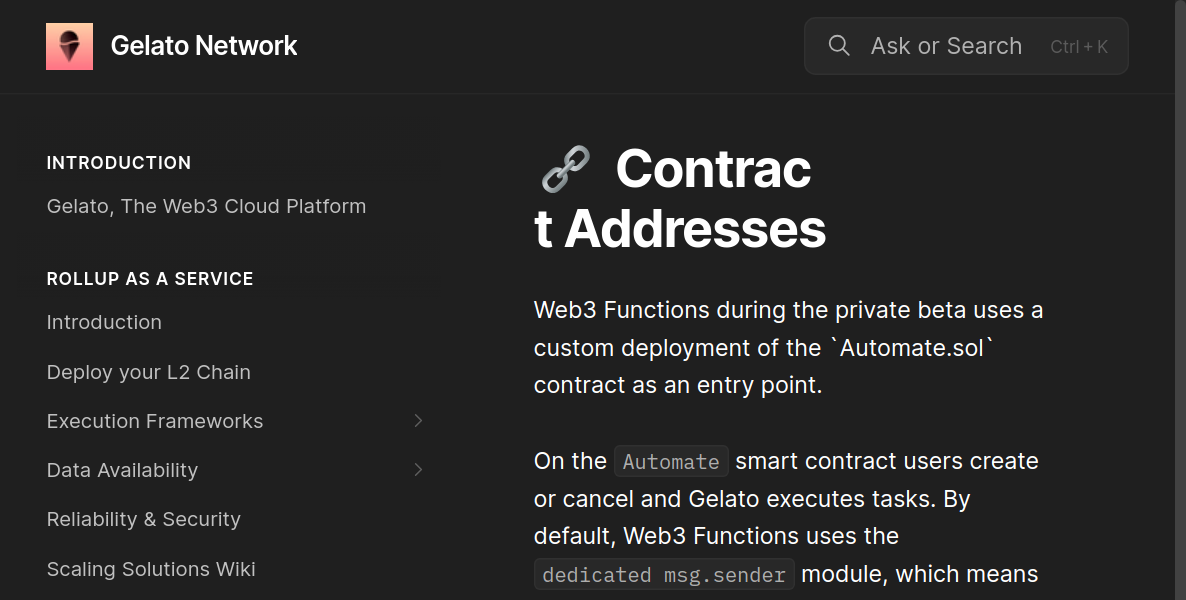 Gelato Network
Ask or Search Ctrl + K
INTRODUCTION
Gelato, The Web3 Cloud Platform
ROLLUP AS A SERVICE
Introduction
Deploy your L2 Chain
Execution Frameworks
Data Availability
Reliability & Security
Scaling Solutions Wiki
🔗 Contrac
t Addresses
Web3 Functions during the private beta uses a
custom deployment of the `Automate.sol`
contract as an entry point.
On the Automate smart contract users create
or cancel and Gelato executes tasks. By
default, Web3 Functions uses the
dedicated msg.sender module, which means